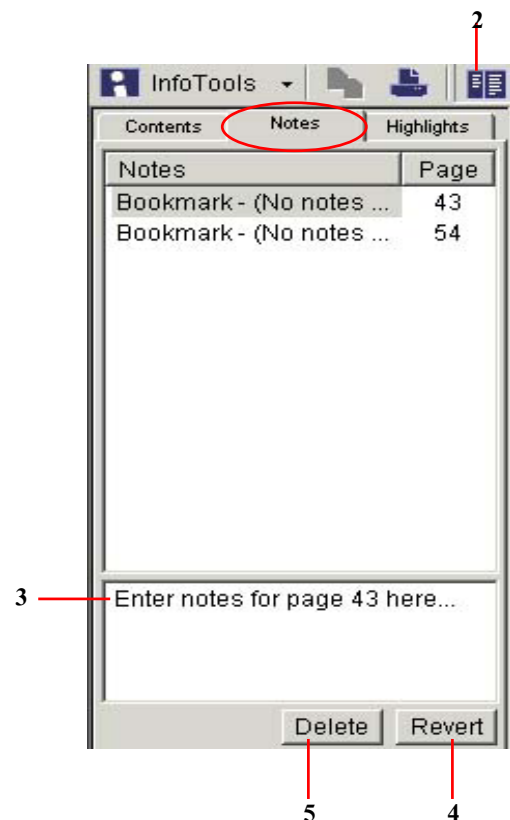 2
InfoTools
Contents Notes Highlights
Notes Page
Bookmark - (No notes ... 43
Bookmark - (No notes ... 54
3 Enter notes for page 43 here...
Delete Revert
5 4